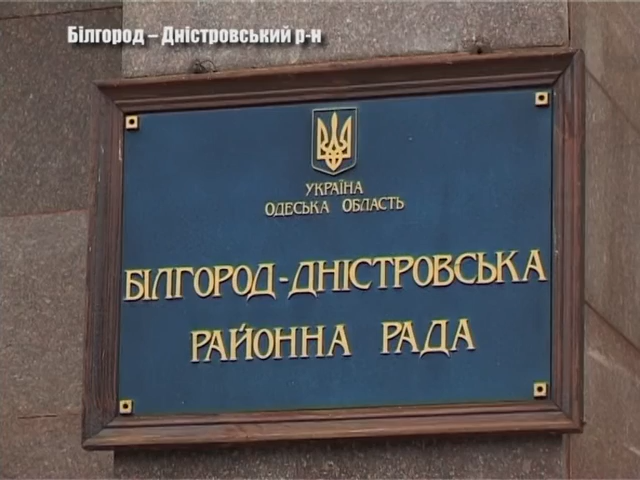 Білгород – Дністровський р-н
УКРАЇНА
ОДЕСЬКА ОБЛАСТЬ
БІЛГОРОД-ДНІСТРОВСЬКА
РАЙОННА РАДА